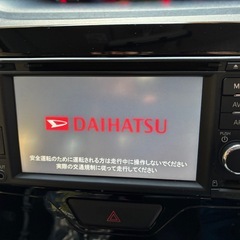 DAIHATSU
安全運転のために運転される方は走行中に操作しないでください
実際の交通規制に従って走行してください
M
AV